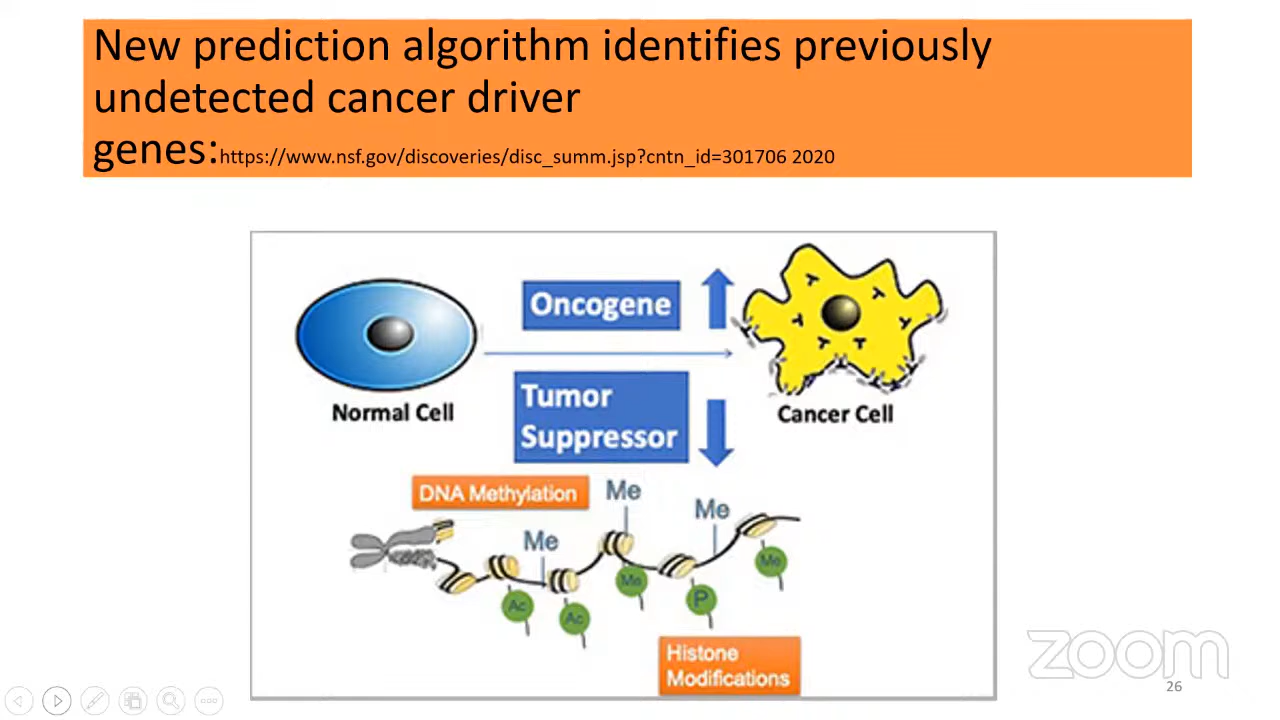 New prediction algorithm identifies previously
undetected cancer driver
genes:https://www.nsf.gov/discoveries/disc_summ.jsp?cntn_id=301706 2020
Oncogene
Normal Cell
Tumor
Suppressor
Cancer Cell
DNA Methylation
Me
Me
Me
Me
Me
Ac
Ac
P
Histone
Modifications
zoom
26